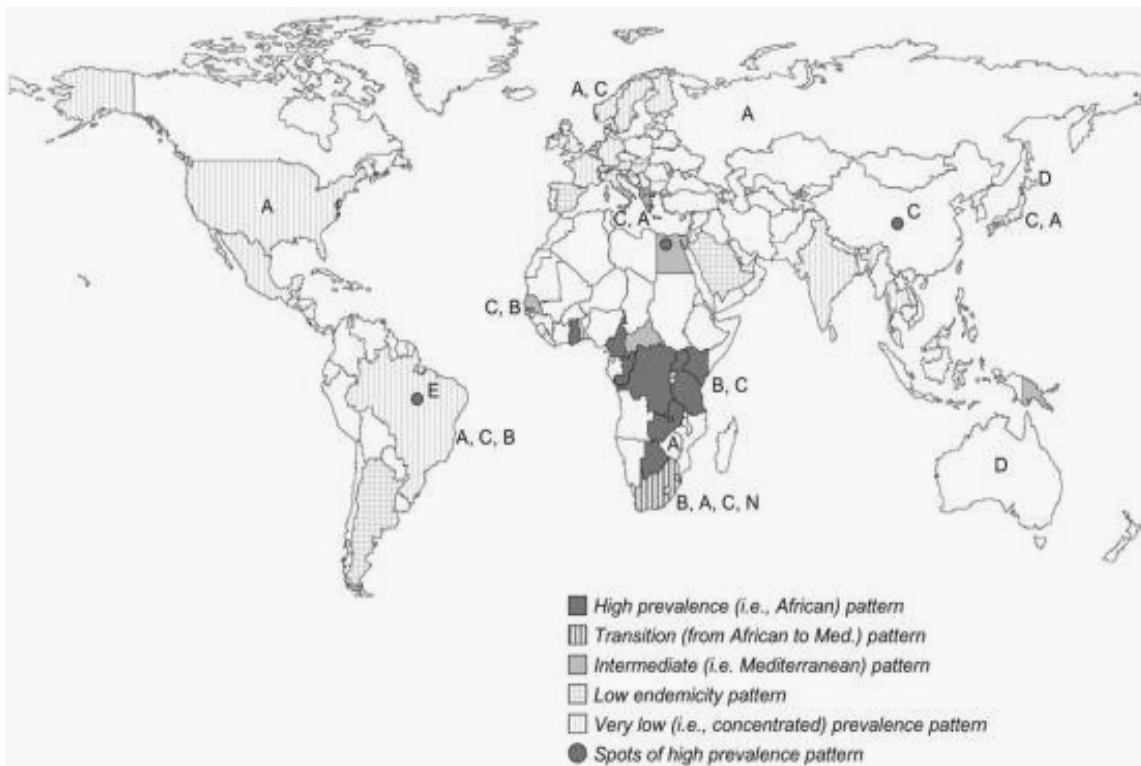 A, C
A
A
D
C
C, A
C, A
C, B
B, C
E
A, C, B
A
B, A, C, N
D
High prevalence (i.e., African) pattern
Transition (from African to Med.) pattern
Intermediate (i.e. Mediterranean) pattern
Low endemicity pattern
Very low (i.e., concentrated) prevalence pattern
Spots of high prevalence pattern